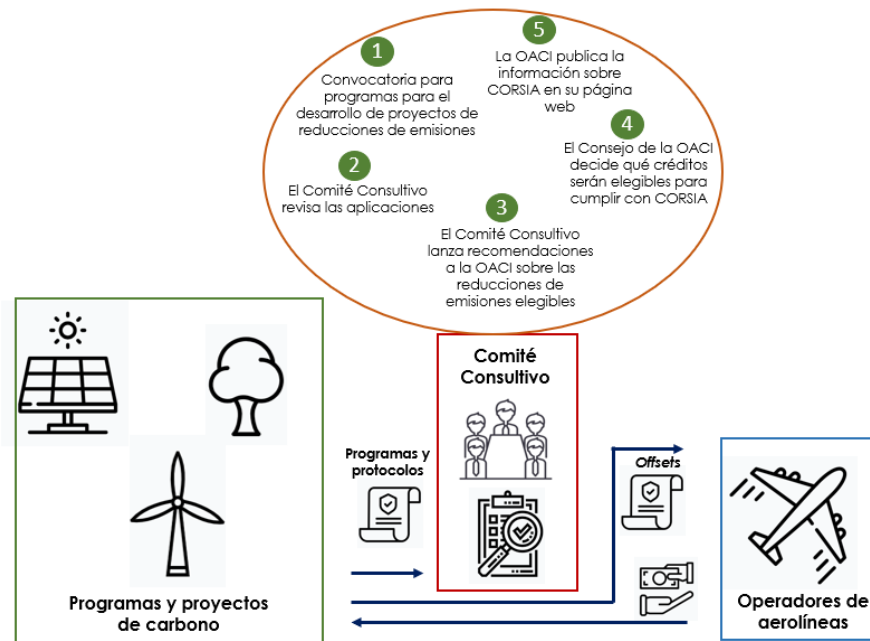 1
Convocatoria para
programas para el
desarrollo de proyectos de
reducciones de emisiones
2
El Comité Consultivo
revisa las aplicaciones
3
El Comité Consultivo
lanza recomendaciones
a la OACI sobre las
reducciones de
emisiones elegibles
4
El Consejo de la OACI
decide qué créditos
serán elegibles para
cumplir con CORSIA
5
La OACI publica la
información sobre
CORSIA en su página
web
Programas y proyectos
de carbono
Programas y
protocolos
Comité
Consultivo
Offsets
Operadores de
aerolíneas